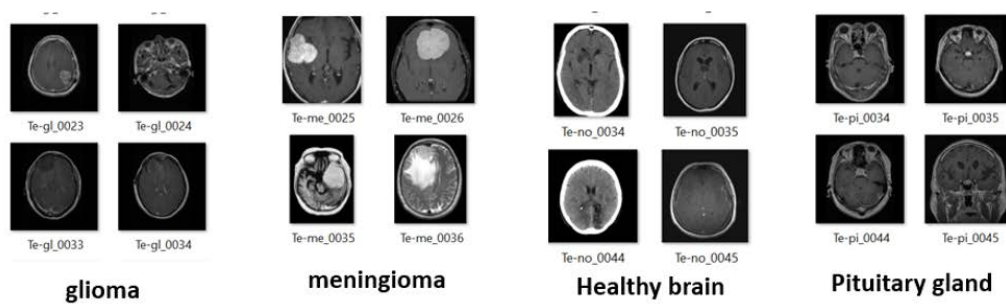 Te-gl_0023
Te-gl_0024
Te-gl_0033
Te-gl_0034
glioma
Te-me_0025
Te-me_0026
Te-me_0035
Te-me_0036
meningioma
Te-no_0034
Te-no_0035
Te-no_0044
Te-no_0045
Healthy brain
Te-pi_0034
Te-pi_0035
Te-pi_0044
Te-pi_0045
Pituitary gland